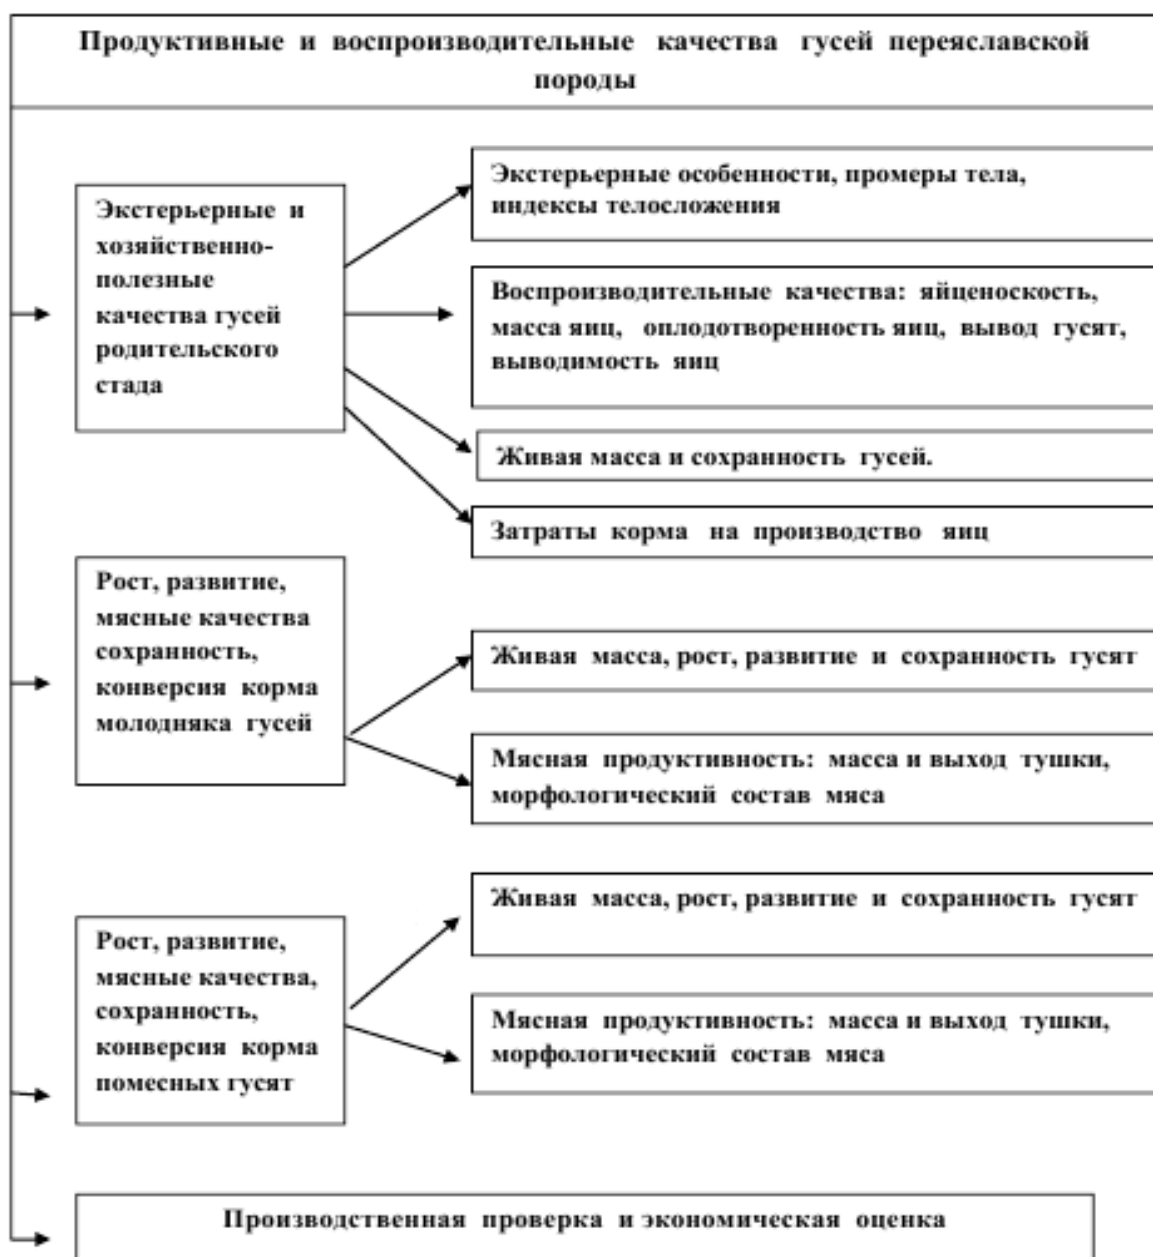 Продуктивные и воспроизводительные качества гусей переяславской
породы
Экстерьерные и
хозяйственно-
полезные
качества гусей
родительского
стада
Экстерьерные особенности, промеры тела,
индексы телосложения
Воспроизводительные качества: яйценоскость,
масса яиц, оплодотворенность яиц, вывод гусят,
выводимость яиц
Живая масса и сохранность гусей.
Затраты корма на производство яиц
Рост, развитие,
мясные качества
сохранность,
конверсия корма
молодняка гусей
Живая масса, рост, развитие и сохранность гусят
Мясная продуктивность: масса и выход тушки,
морфологический состав мяса
Рост, развитие,
мясные качества,
сохранность,
конверсия корма
помесных гусят
Живая масса, рост, развитие и сохранность гусят
Мясная продуктивность: масса и выход тушки,
морфологический состав мяса
Производственная проверка и экономическая оценка